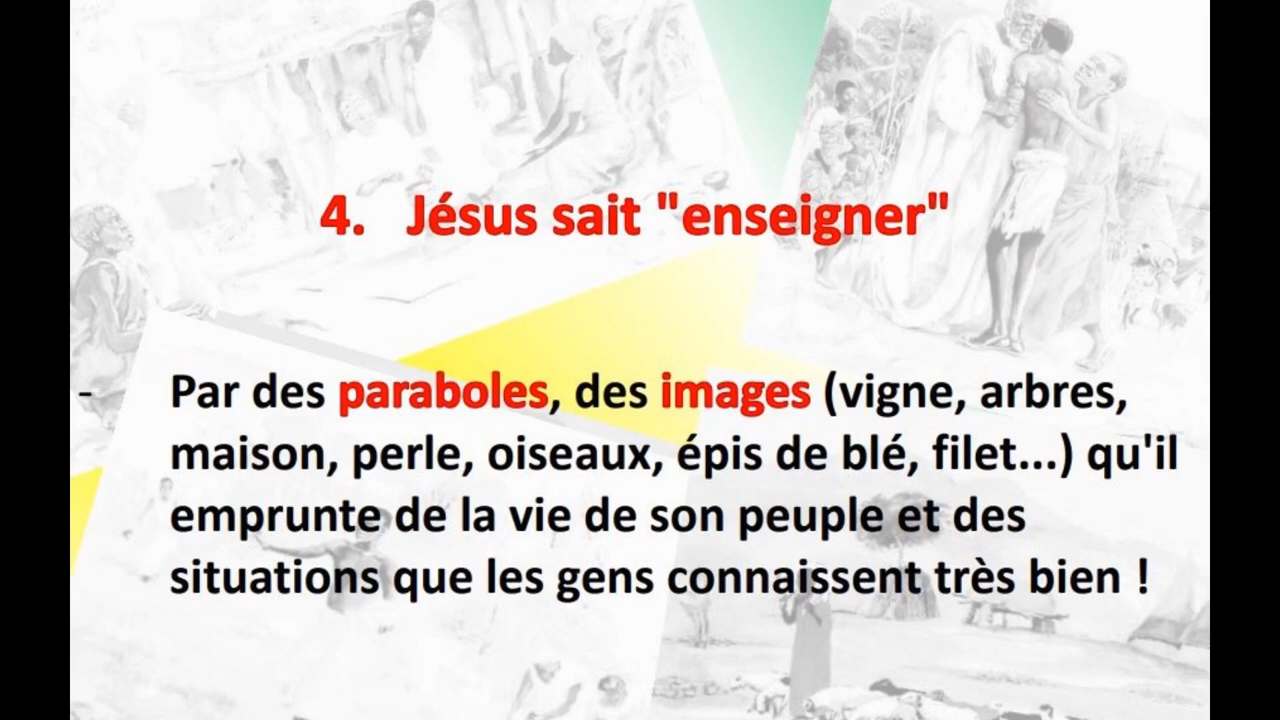 4. Jésus sait "enseigner"
- Par des paraboles, des images (vigne, arbres,
maison, perle, oiseaux, épis de blé, filet...) qu'il
emprunte de la vie de son peuple et des
situations que les gens connaissent très bien !